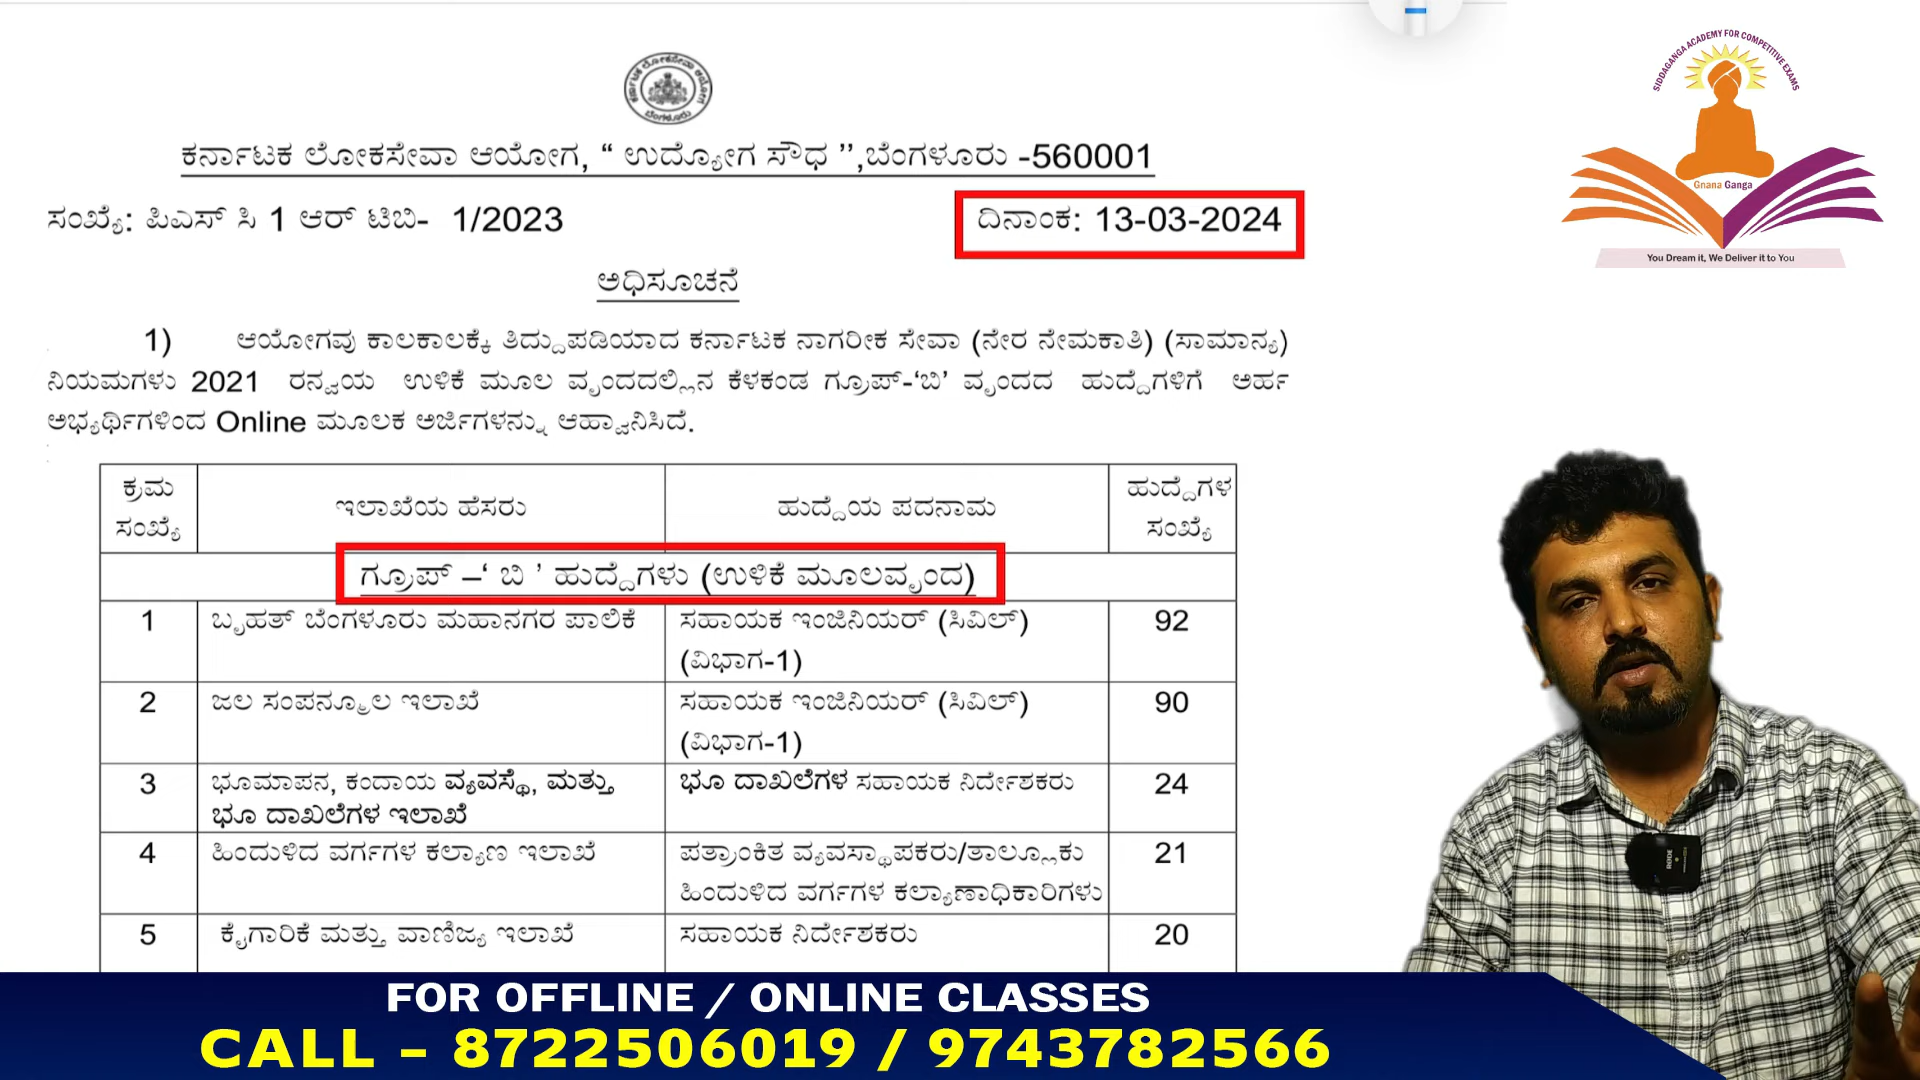 ಕರ್ನಾಟಕ ಲೋಕಸೇವಾ ಆಯೋಗ
ಬೆಂಗಳೂರು
ಕರ್ನಾಟಕ ಲೋಕಸೇವಾ ಆಯೋಗ, “ ಉದ್ಯೋಗ ಸೌಧ ”,ಬೆಂಗಳೂರು -560001
ಸಂಖ್ಯೆ: ಪಿಎಸ್ ಸಿ 1 ಆರ್ ಟಿಬಿ- 1/2023
ದಿನಾಂಕ: 13-03-2024
ಅಧಿಸೂಚನೆ
1) ಆಯೋಗವು ಕಾಲಕಾಲಕ್ಕೆ ತಿದ್ದುಪಡಿಯಾದ ಕರ್ನಾಟಕ ನಾಗರೀಕ ಸೇವಾ (ನೇರ ನೇಮಕಾತಿ) (ಸಾಮಾನ್ಯ)
ನಿಯಮಗಳು 2021 ರನ್ವಯ ಉಳಿಕೆ ಮೂಲ ವೃಂದದಲ್ಲಿನ ಕೆಳಕಂಡ ಗ್ರೂಪ್-‘ಬಿ’ ವೃಂದದ ಹುದ್ದೆಗಳಿಗೆ ಅರ್ಹ
ಅಭ್ಯರ್ಥಿಗಳಿಂದ Online ಮೂಲಕ ಅರ್ಜಿಗಳನ್ನು ಆಹ್ವಾನಿಸಿದೆ.
ಕ್ರಮ ಸಂಖ್ಯೆ ಇಲಾಖೆಯ ಹೆಸರು ಹುದ್ದೆಯ ಪದನಾಮ ಹುದ್ದೆಗಳ ಸಂಖ್ಯೆ
ಗ್ರೂಪ್ –‘ ಬಿ ’ ಹುದ್ದೆಗಳು (ಉಳಿಕೆ ಮೂಲವೃಂದ)
1 ಬೃಹತ್ ಬೆಂಗಳೂರು ಮಹಾನಗರ ಪಾಲಿಕೆ ಸಹಾಯಕ ಇಂಜಿನಿಯರ್ (ಸಿವಿಲ್) 92
(ವಿಭಾಗ-1)
2 ಜಲ ಸಂಪನ್ಮೂಲ ಇಲಾಖೆ ಸಹಾಯಕ ಇಂಜಿನಿಯರ್ (ಸಿವಿಲ್) 90
(ವಿಭಾಗ-1)
3 ಭೂಮಾಪನ, ಕಂದಾಯ ವ್ಯವಸ್ಥೆ, ಮತ್ತು ಭೂ ದಾಖಲೆಗಳ ಸಹಾಯಕ ನಿರ್ದೇಶಕರು 24
ಭೂ ದಾಖಲೆಗಳ ಇಲಾಖೆ
4 ಹಿಂದುಳಿದ ವರ್ಗಗಳ ಕಲ್ಯಾಣ ಇಲಾಖೆ ಪತ್ರಾಂಕಿತ ವ್ಯವಸ್ಥಾಪಕರು/ತಾಲ್ಲೂಕು 21
ಹಿಂದುಳಿದ ವರ್ಗಗಳ ಕಲ್ಯಾಣಾಧಿಕಾರಿಗಳು
5 ಕೈಗಾರಿಕೆ ಮತ್ತು ವಾಣಿಜ್ಯ ಇಲಾಖೆ ಸಹಾಯಕ ನಿರ್ದೇಶಕರು 20
SIDDAGANGA ACADEMY FOR COMPETITIVE EXAMS
Gnana Ganga
You Dream it, We Deliver it to You
RODE
FOR OFFLINE / ONLINE CLASSES
CALL – 8722506019 / 9743782566